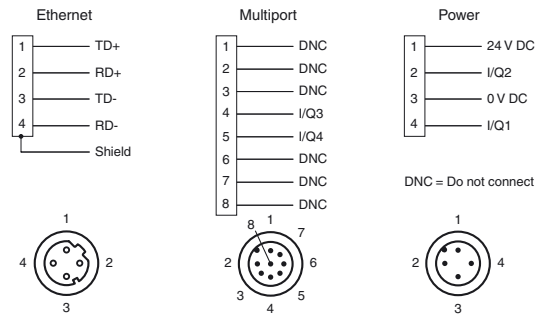 Ethernet
1 TD+
2 RD+
3 TD-
4 RD-
Shield
Multiport
1 DNC
2 DNC
3 DNC
4 I/Q3
5 I/Q4
6 DNC
7 DNC
8 DNC
Power
1 24 V DC
2 I/Q2
3 0 V DC
4 I/Q1
DNC = Do not connect
1
4 2
3
8 1 7
2 6
3 5
4
1
2 4
3